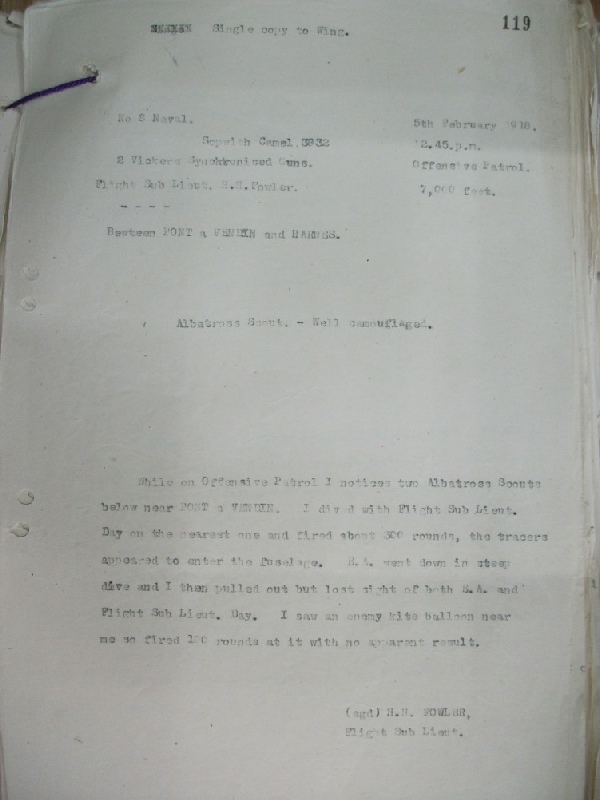 Single copy to Wing.
119
No 8 Naval.
5th February 1918.
Sopwith Camel. 3832
12.45.p.m.
2 Vickers Synchronised Guns.
Offensive Patrol.
Flight Sub Lieut. H.H.Fowler.
7,000 feet.
- - - -
Between PONT a VENDIN and HARNES.
Albatross Scout. - Well camouflaged.
While on Offensive Patrol I notices two Albatross Scouts
below near PONT a VENDIN. I dived with Flight Sub Lieut.
Day on the nearest one and fired about 300 rounds, the tracers
appeared to enter the fuselage. E.A. went down in steep
dive and I then pulled out but lost sight of both E.A. and
Flight Sub Lieut. Day. I saw an enemy kite balloon near
me so fired 100 rounds at it with no apparent result.
(sgd) H.H. FOWLER,
Flight Sub Lieut.